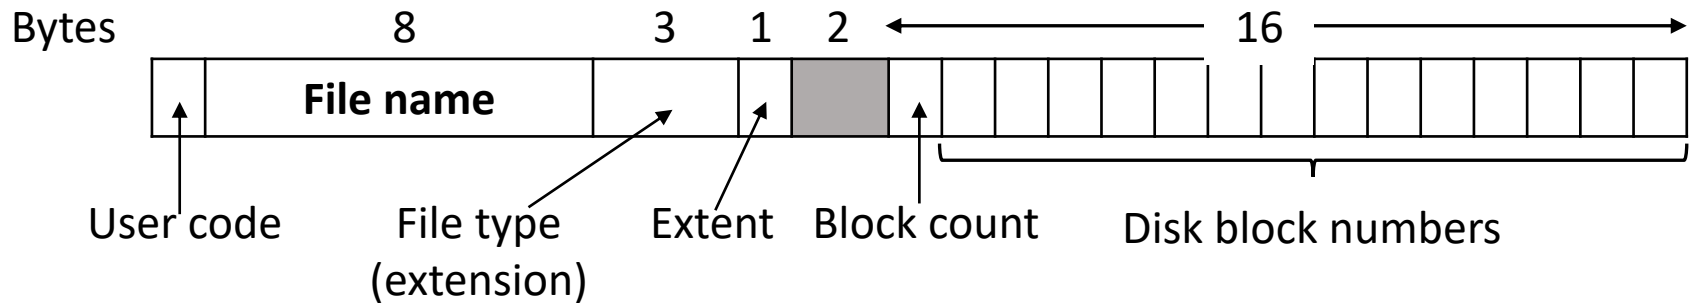 Bytes 8 3 1 2 16
File name
User code File type Extent Block count Disk block numbers
(extension)